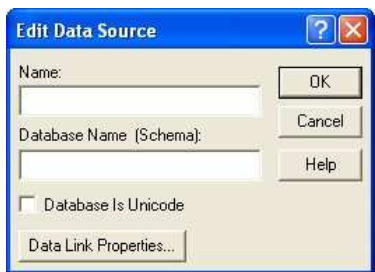 Edit Data Source
Name:
OK
Cancel
Database Name (Schema):
Help
Database Is Unicode
Data Link Properties...